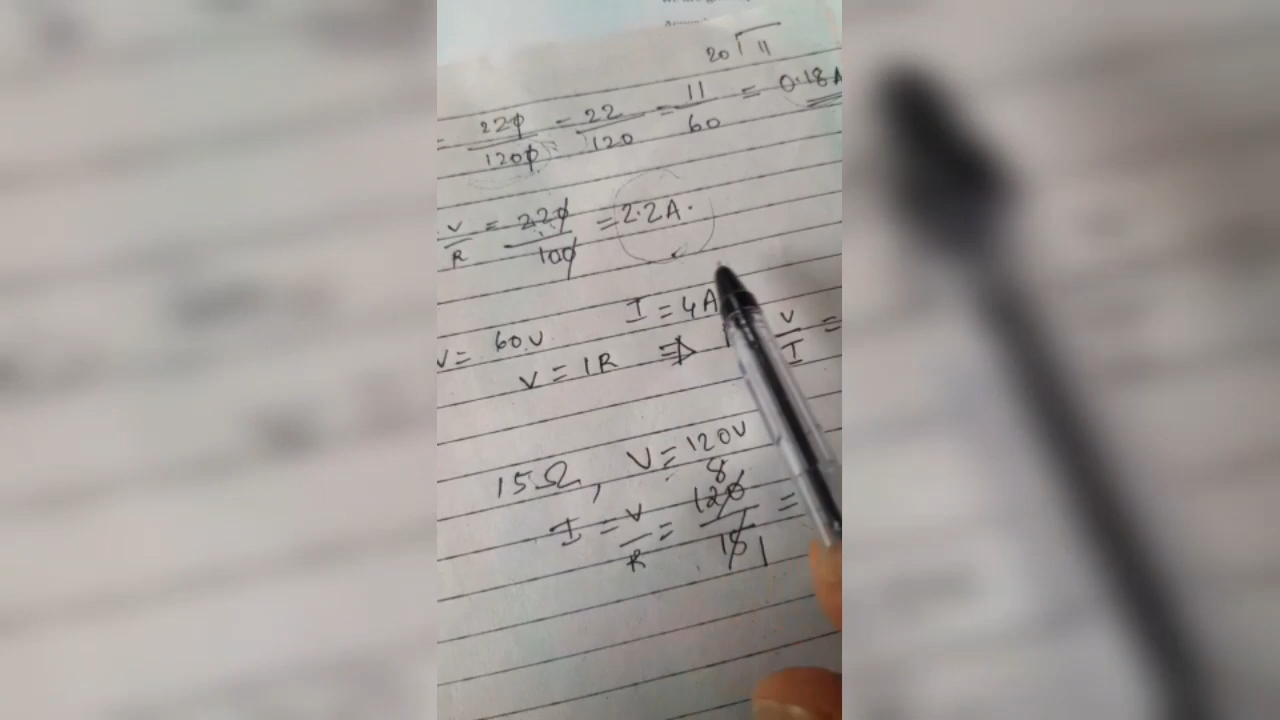 20 √11
= 220/1200 = 22/120 = 11/60 = 0.18A
V/R = 220/100 = 2.2A.
V = 60V I = 4A
V = IR ⇒ V/I =
15Ω, V = 120V
8
I = V/R = 120/15 =
1